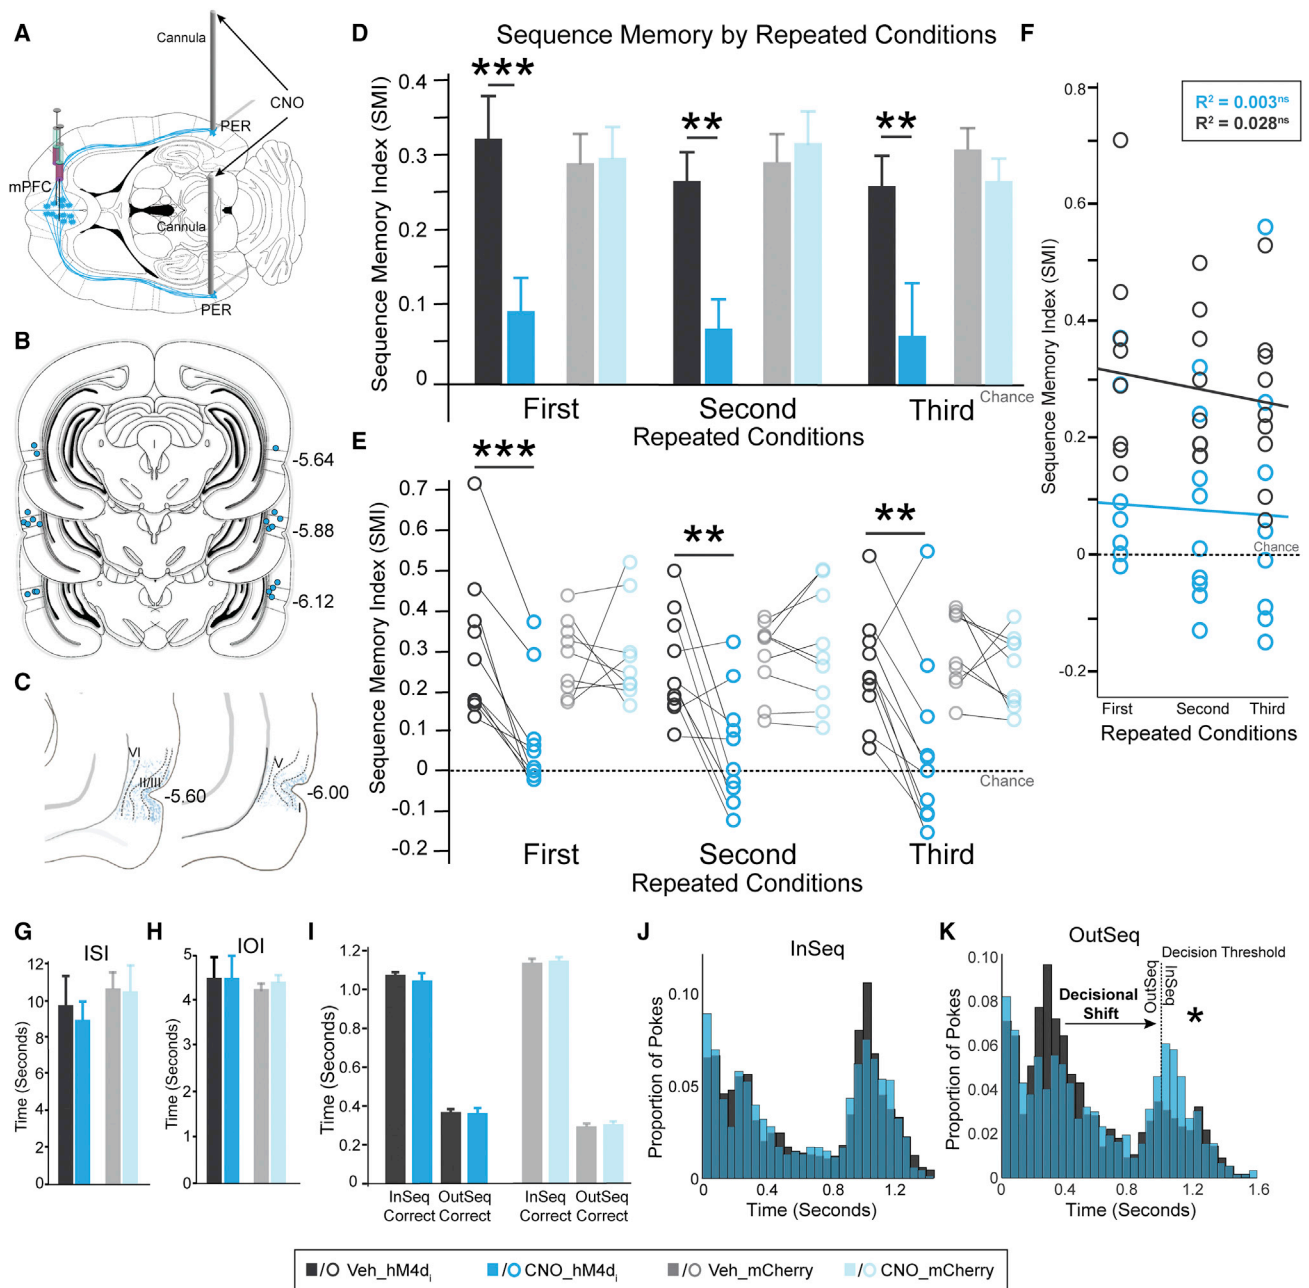 A
Cannula
CNO
PER
mPFC
Cannula
PER
B
-5.64
-5.88
-6.12
C
VI
II/III
-5.60
V
I
-6.00
D
Sequence Memory by Repeated Conditions
Sequence Memory Index (SMI)
0.4
0.3
0.2
0.1
0
***
**
**
Chance
First
Second
Third
Repeated Conditions
E
Sequence Memory Index (SMI)
0.7
0.6
0.5
0.4
0.3
0.2
0.1
0
-0.1
-0.2
***
**
**
Chance
First
Second
Third
Repeated Conditions
F
R² = 0.003ⁿˢ
R² = 0.028ⁿˢ
Sequence Memory Index (SMI)
0.8
0.6
0.4
0.2
0
-0.2
Chance
First
Second
Third
Repeated Conditions
G
ISI
Time (Seconds)
12
10
8
6
4
2
0
H
IOI
Time (Seconds)
5
4
3
2
1
0
I
Time (Seconds)
1.2
1.0
0.8
0.6
0.4
0.2
0
InSeq OutSeq
Correct Correct
InSeq OutSeq
Correct Correct
J
InSeq
Proportion of Pokes
0.10
0.05
0
0
0.4
0.8
1.2
Time (Seconds)
K
OutSeq
Proportion of Pokes
0.10
0.08
0.06
0.04
0.02
0
Decisional
Shift
OutSeq
InSeq
Decision Threshold
*
0
0.4
0.8
1.2
1.6
Time (Seconds)
/O Veh_hM4dᵢ
/O CNO_hM4dᵢ
/O Veh_mCherry
/O CNO_mCherry